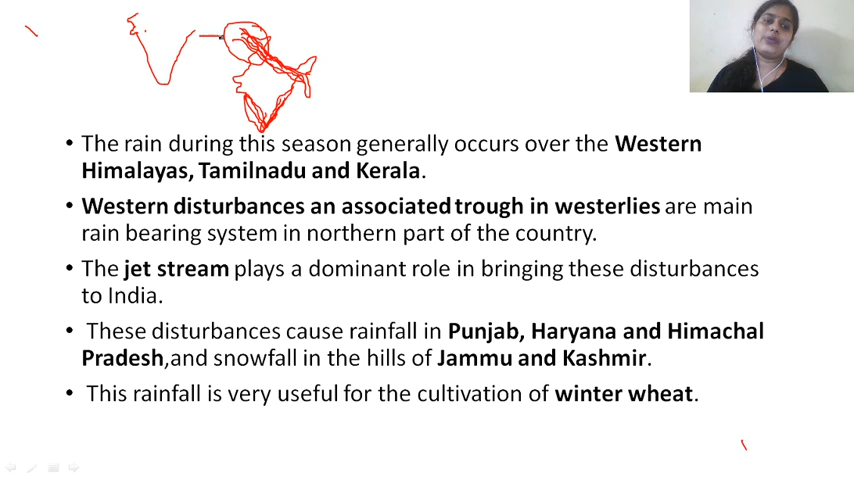 • The rain during this season generally occurs over the Western
Himalayas, Tamilnadu and Kerala.
• Western disturbances an associated trough in westerlies are main
rain bearing system in northern part of the country.
• The jet stream plays a dominant role in bringing these disturbances
to India.
• These disturbances cause rainfall in Punjab, Haryana and Himachal
Pradesh,and snowfall in the hills of Jammu and Kashmir.
• This rainfall is very useful for the cultivation of winter wheat.